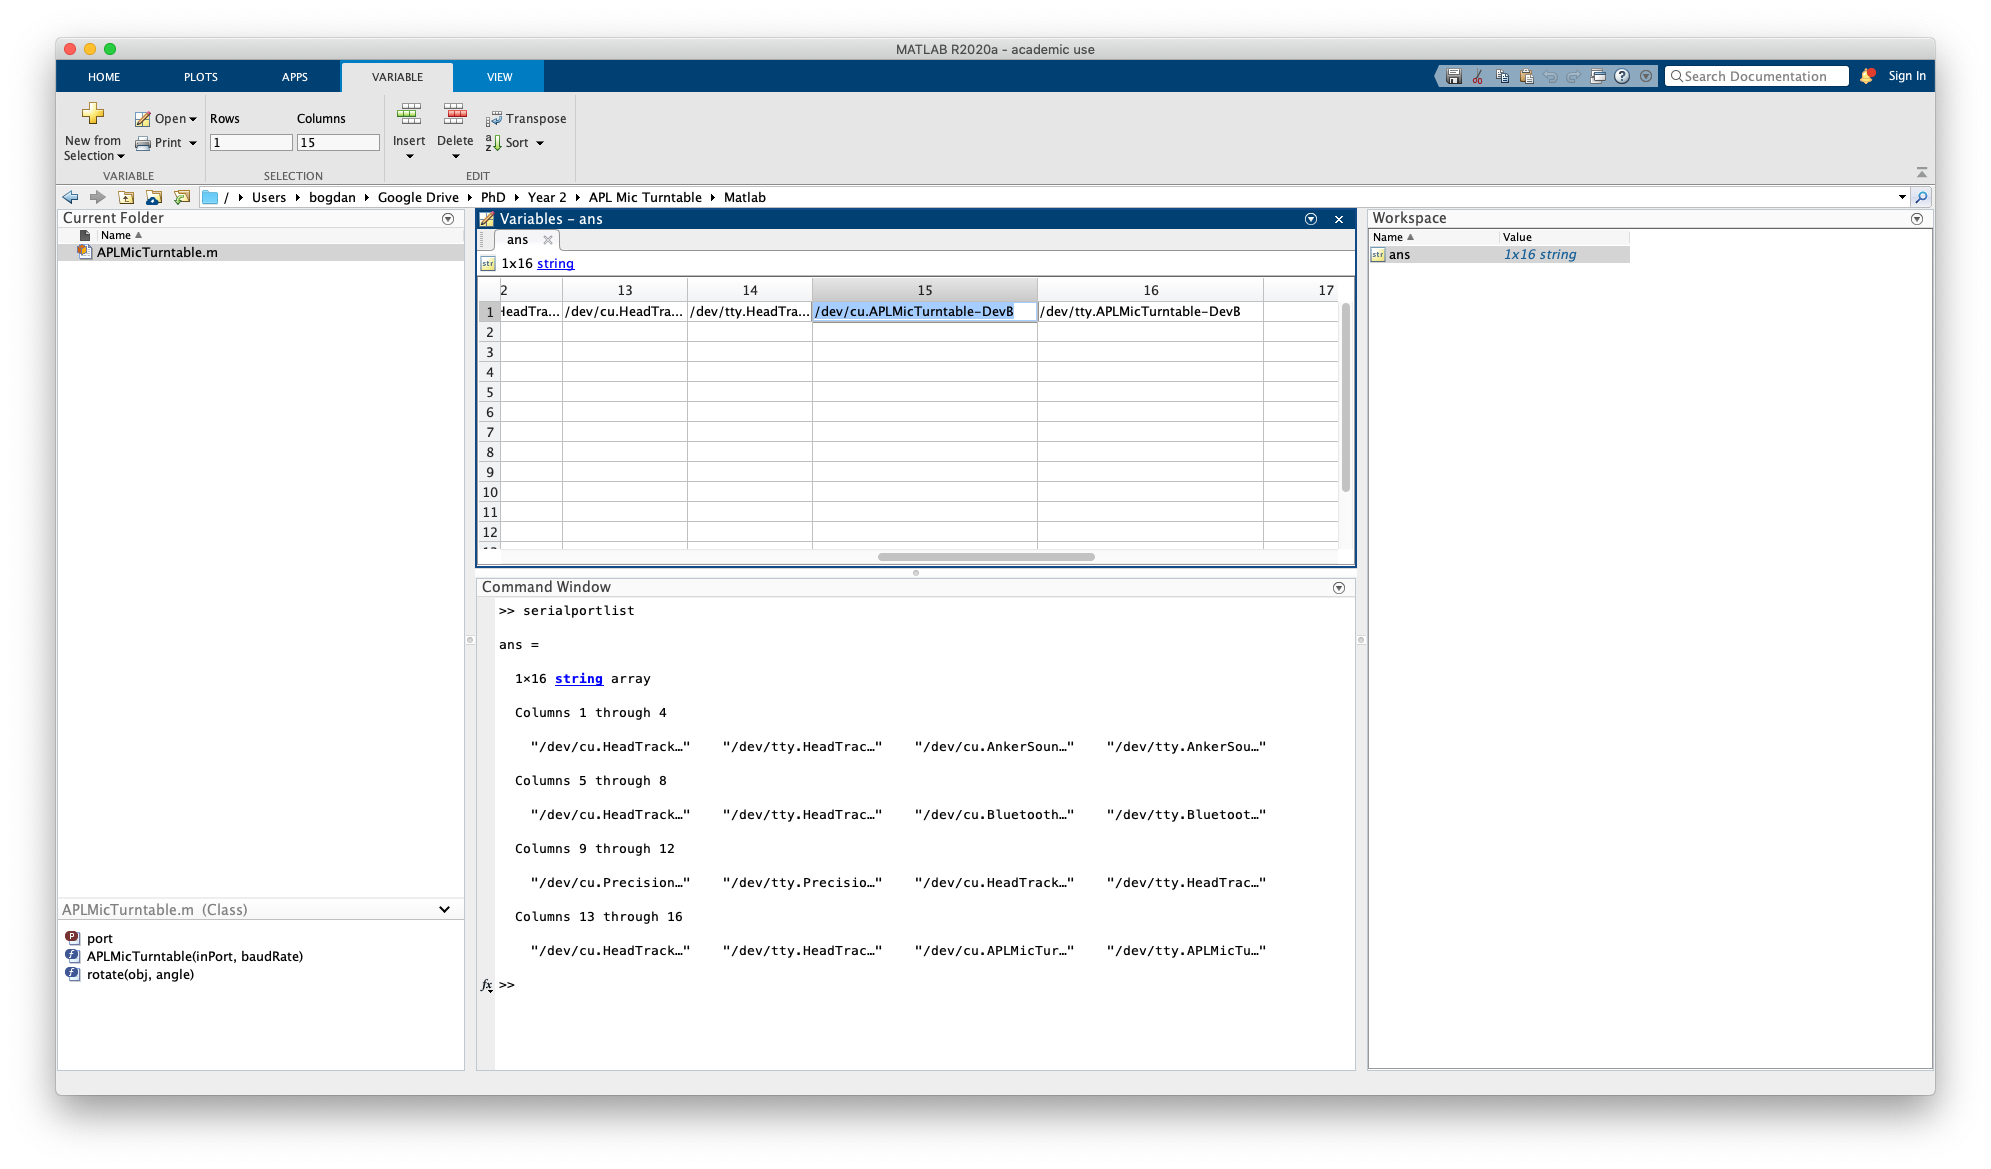 MATLAB R2020a - academic use
HOME PLOTS APPS VARIABLE VIEW Search Documentation Sign In
New from Selection Open Print
Rows Columns
1 15
Insert Delete Transpose Sort
VARIABLE SELECTION EDIT
/ Users bogdan Google Drive PhD Year 2 APL Mic Turntable Matlab
Current Folder
Name
APLMicTurntable.m
APLMicTurntable.m (Class)
port
APLMicTurntable(inPort, baudRate)
rotate(obj, angle)
Variables - ans
ans
str 1x16 string
2 13 14 15 16 17
1 HeadTra... /dev/cu.HeadTra... /dev/tty.HeadTra... /dev/cu.APLMicTurntable-DevB /dev/tty.APLMicTurntable-DevB
2
3
4
5
6
7
8
9
10
11
12
Command Window
>> serialportlist
ans =
1×16 string array
Columns 1 through 4
"/dev/cu.HeadTrack…" "/dev/tty.HeadTrac…" "/dev/cu.AnkerSoun…" "/dev/tty.AnkerSou…"
Columns 5 through 8
"/dev/cu.HeadTrack…" "/dev/tty.HeadTrac…" "/dev/cu.Bluetooth…" "/dev/tty.Bluetoot…"
Columns 9 through 12
"/dev/cu.Precision…" "/dev/tty.Precisio…" "/dev/cu.HeadTrack…" "/dev/tty.HeadTrac…"
Columns 13 through 16
"/dev/cu.HeadTrack…" "/dev/tty.HeadTrac…" "/dev/cu.APLMicTur…" "/dev/tty.APLMicTu…"
fx >>
Workspace
Name Value
str ans 1x16 string